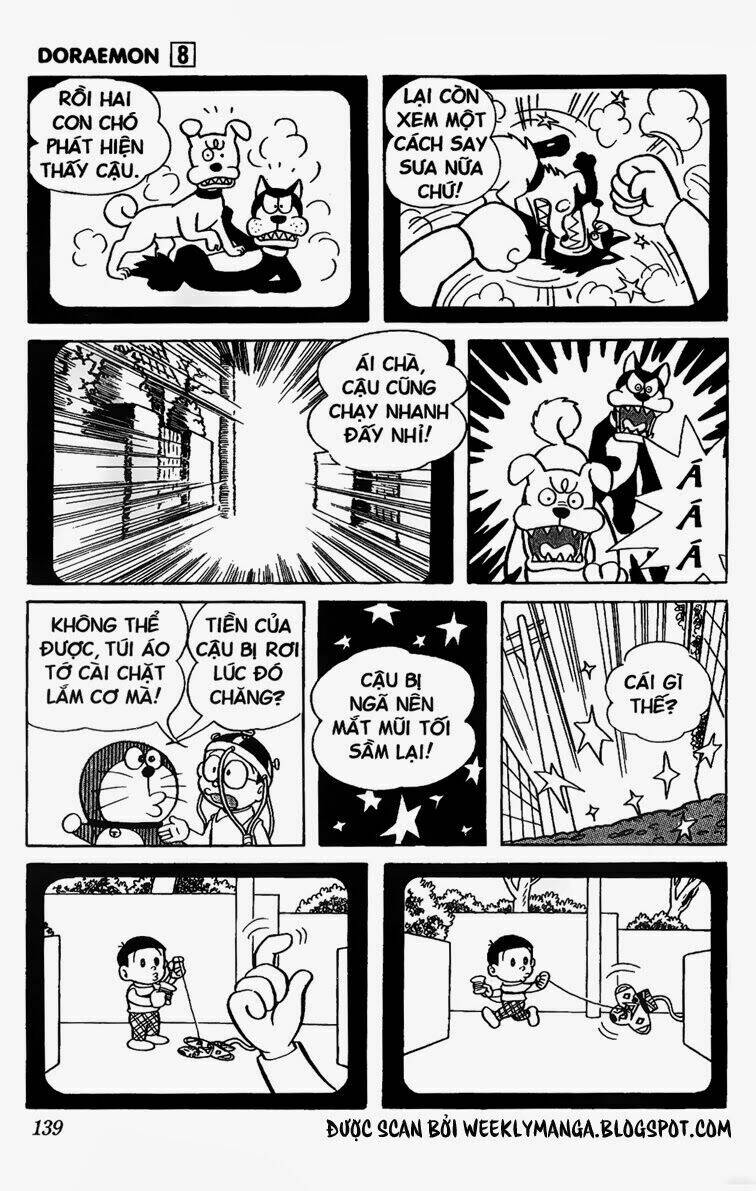 DORAEMON 8
RỒI HAI
CON CHÓ
PHÁT HIỆN
THẤY CẬU.
LẠI CÒN
XEM MỘT
CÁCH SAY
SƯA NỮA
CHỨ!
ÁI CHÀ,
CẬU CŨNG
CHẠY NHANH
ĐẤY NHỈ!
Á
Á
Á
KHÔNG THỂ
ĐƯỢC, TÚI ÁO
TỚ CÀI CHẶT
LẮM CƠ MÀ!
TIỀN CỦA
CẬU BỊ RƠI
LÚC ĐÓ
CHĂNG?
CẬU BỊ
NGÃ NÊN
MẮT MŨI TỐI
SẦM LẠI!
CÁI GÌ
THẾ?
139
ĐƯỢC SCAN BỞI WEEKLYMANGA.BLOGSPOT.COM